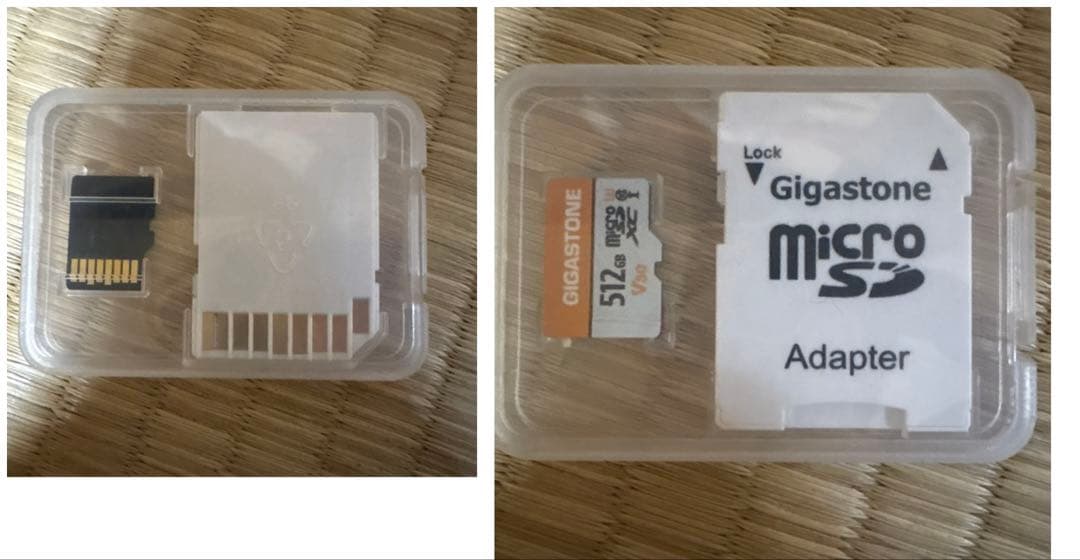 GIGASTONE
512GB
micro
SD
XC I
V30
Lock
Gigastone
micro
SD
Adapter